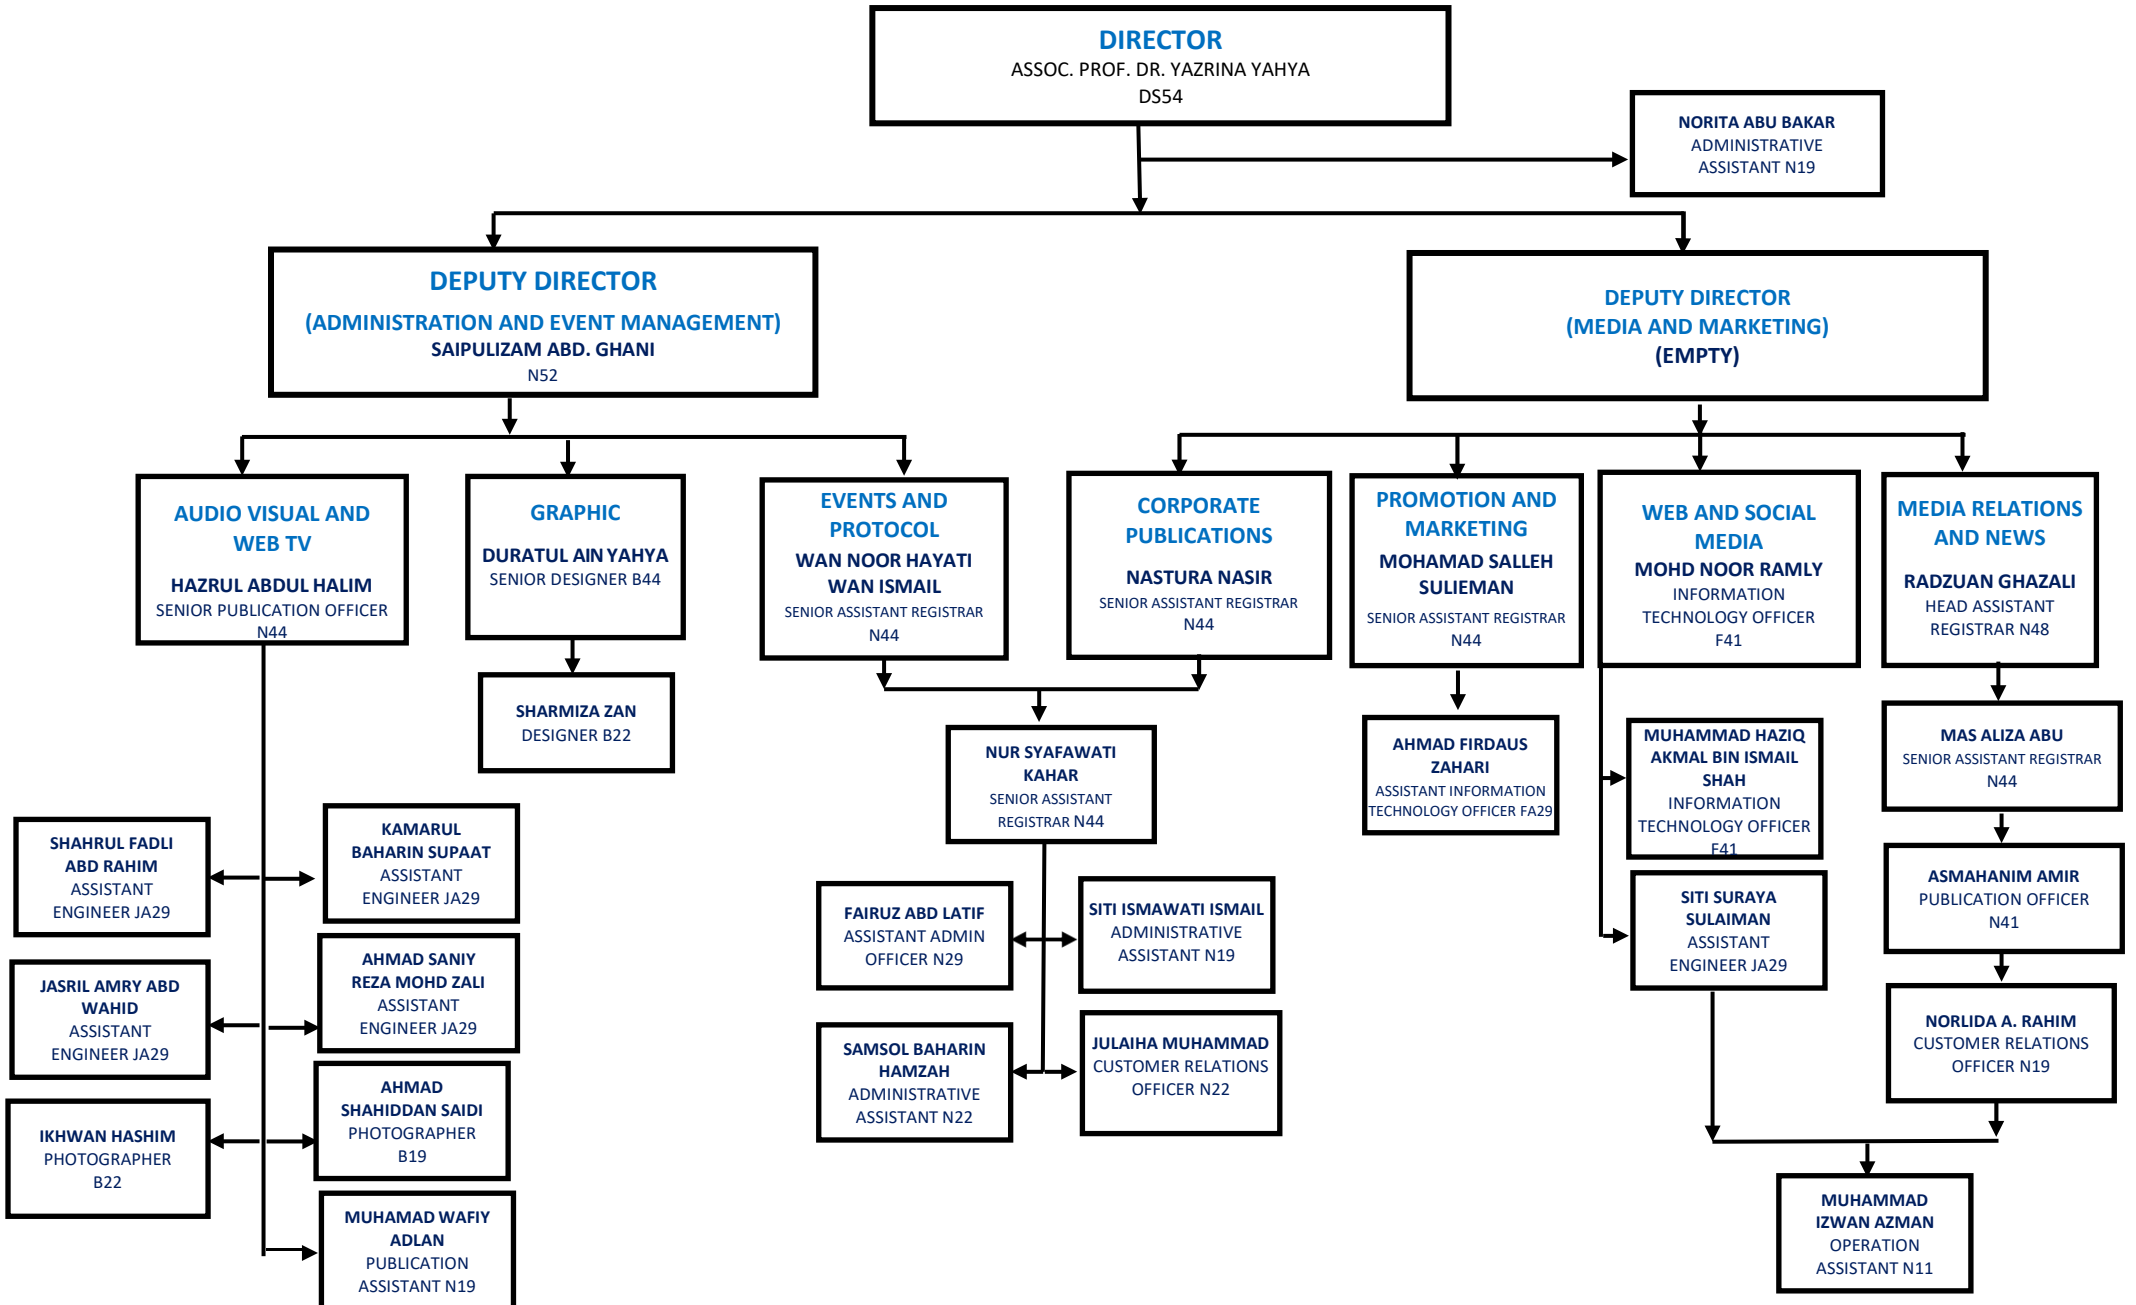 DIRECTOR
ASSOC. PROF. DR. YAZRINA YAHYA
DS54
NORITA ABU BAKAR
ADMINISTRATIVE
ASSISTANT N19
DEPUTY DIRECTOR
(ADMINISTRATION AND EVENT MANAGEMENT)
SAIPULIZAM ABD. GHANI
N52
DEPUTY DIRECTOR
(MEDIA AND MARKETING)
(EMPTY)
AUDIO VISUAL AND
WEB TV
HAZRUL ABDUL HALIM
SENIOR PUBLICATION OFFICER
N44
GRAPHIC
DURATUL AIN YAHYA
SENIOR DESIGNER B44
EVENTS AND
PROTOCOL
WAN NOOR HAYATI
WAN ISMAIL
SENIOR ASSISTANT REGISTRAR
N44
CORPORATE
PUBLICATIONS
NASTURA NASIR
SENIOR ASSISTANT REGISTRAR
N44
PROMOTION AND
MARKETING
MOHAMAD SALLEH
SULIEMAN
SENIOR ASSISTANT REGISTRAR
N44
WEB AND SOCIAL
MEDIA
MOHD NOOR RAMLY
INFORMATION
TECHNOLOGY OFFICER
F41
MEDIA RELATIONS
AND NEWS
RADZUAN GHAZALI
HEAD ASSISTANT
REGISTRAR N48
SHARMIZA ZAN
DESIGNER B22
NUR SYAFAWATI
KAHAR
SENIOR ASSISTANT
REGISTRAR N44
AHMAD FIRDAUS
ZAHARI
ASSISTANT INFORMATION
TECHNOLOGY OFFICER FA29
MUHAMMAD HAZIQ
AKMAL BIN ISMAIL
SHAH
INFORMATION
TECHNOLOGY OFFICER
F41
MAS ALIZA ABU
SENIOR ASSISTANT REGISTRAR
N44
SHAHRUL FADLI
ABD RAHIM
ASSISTANT
ENGINEER JA29
KAMARUL
BAHARIN SUPAAT
ASSISTANT
ENGINEER JA29
FAIRUZ ABD LATIF
ASSISTANT ADMIN
OFFICER N29
SITI ISMAWATI ISMAIL
ADMINISTRATIVE
ASSISTANT N19
SITI SURAYA
SULAIMAN
ASSISTANT
ENGINEER JA29
ASMAHANIM AMIR
PUBLICATION OFFICER
N41
JASRIL AMRY ABD
WAHID
ASSISTANT
ENGINEER JA29
AHMAD SANIY
REZA MOHD ZALI
ASSISTANT
ENGINEER JA29
SAMSOL BAHARIN
HAMZAH
ADMINISTRATIVE
ASSISTANT N22
JULAIHA MUHAMMAD
CUSTOMER RELATIONS
OFFICER N22
NORLIDA A. RAHIM
CUSTOMER RELATIONS
OFFICER N19
IKHWAN HASHIM
PHOTOGRAPHER
B22
AHMAD
SHAHIDDAN SAIDI
PHOTOGRAPHER
B19
MUHAMAD WAFIY
ADLAN
PUBLICATION
ASSISTANT N19
MUHAMMAD
IZWAN AZMAN
OPERATION
ASSISTANT N11